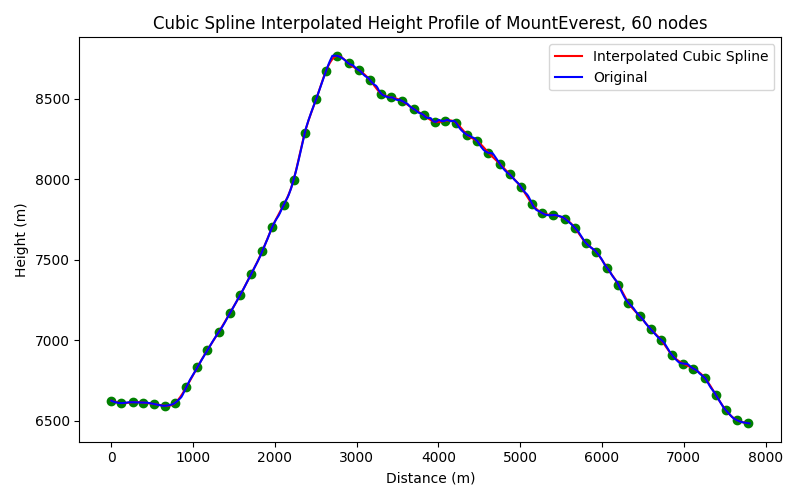 Cubic Spline Interpolated Height Profile of MountEverest, 60 nodes
Interpolated Cubic Spline
Original
Height (m)
8500
8000
7500
7000
6500
0 1000 2000 3000 4000 5000 6000 7000 8000
Distance (m)